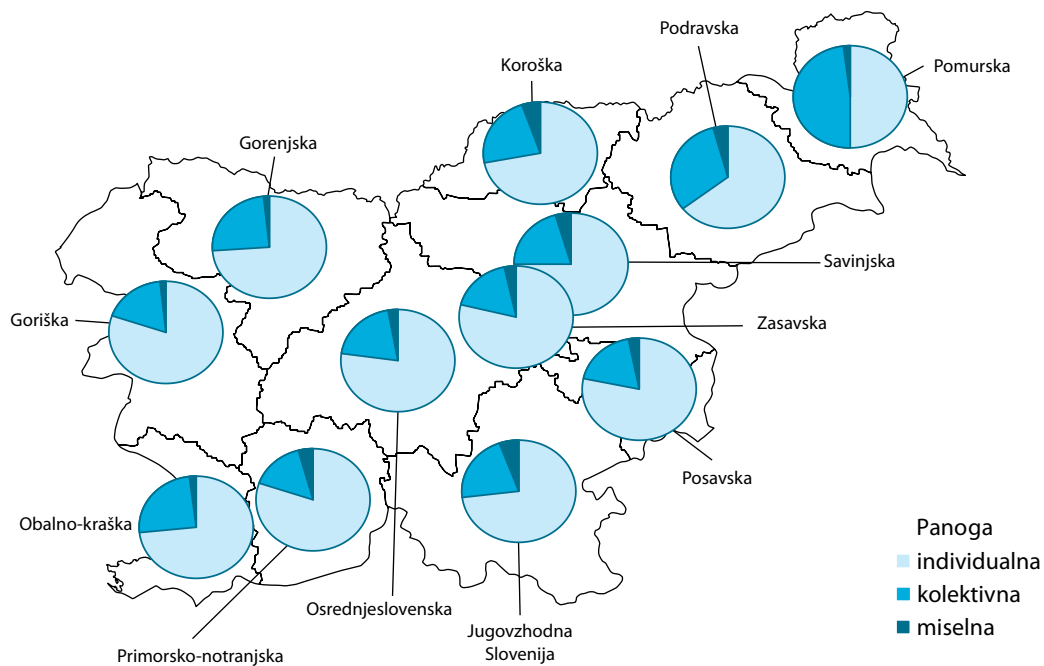 Podravska
Pomurska
Koroška
Gorenjska
Savinjska
Goriška
Zasavska
Posavska
Obalno-kraška
Osrednjeslovenska
Jugovzhodna
Slovenija
Primorsko-notranjska
Panoga
individualna
kolektivna
miselna